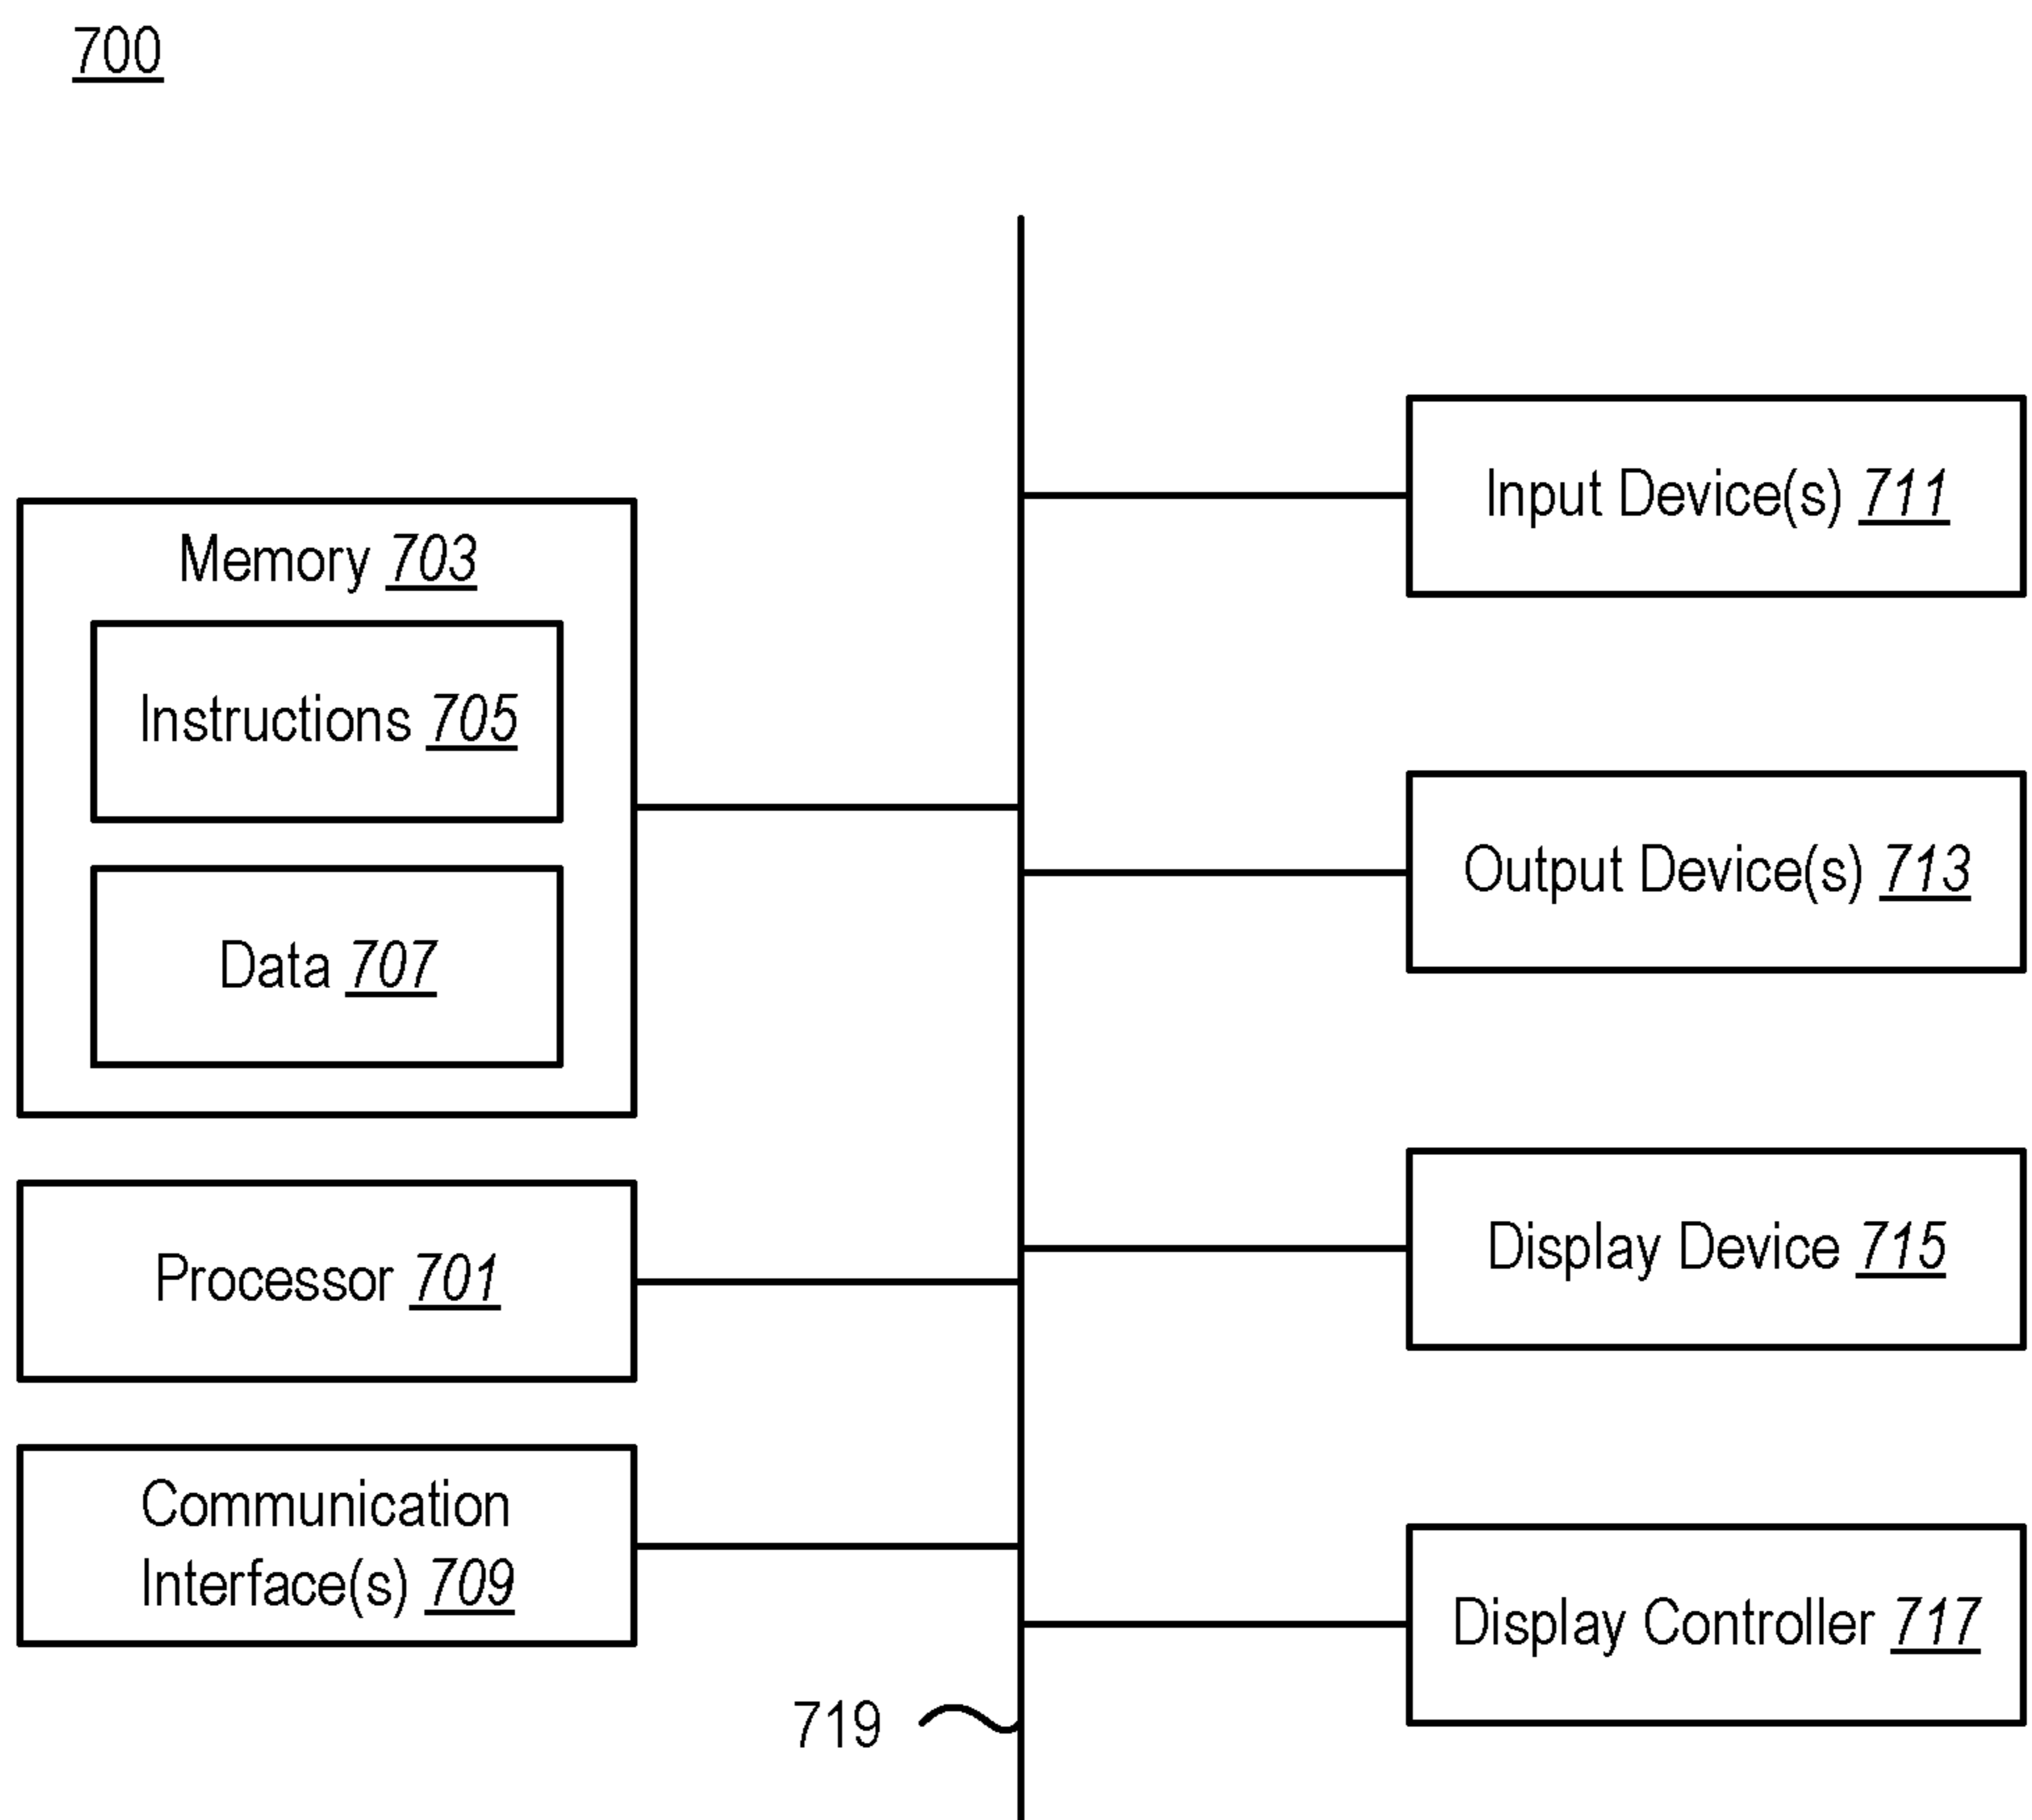 700
Memory 703
Instructions 705
Data 707
Processor 701
Communication
Interface(s) 709
Input Device(s) 711
Output Device(s) 713
Display Device 715
Display Controller 717
719